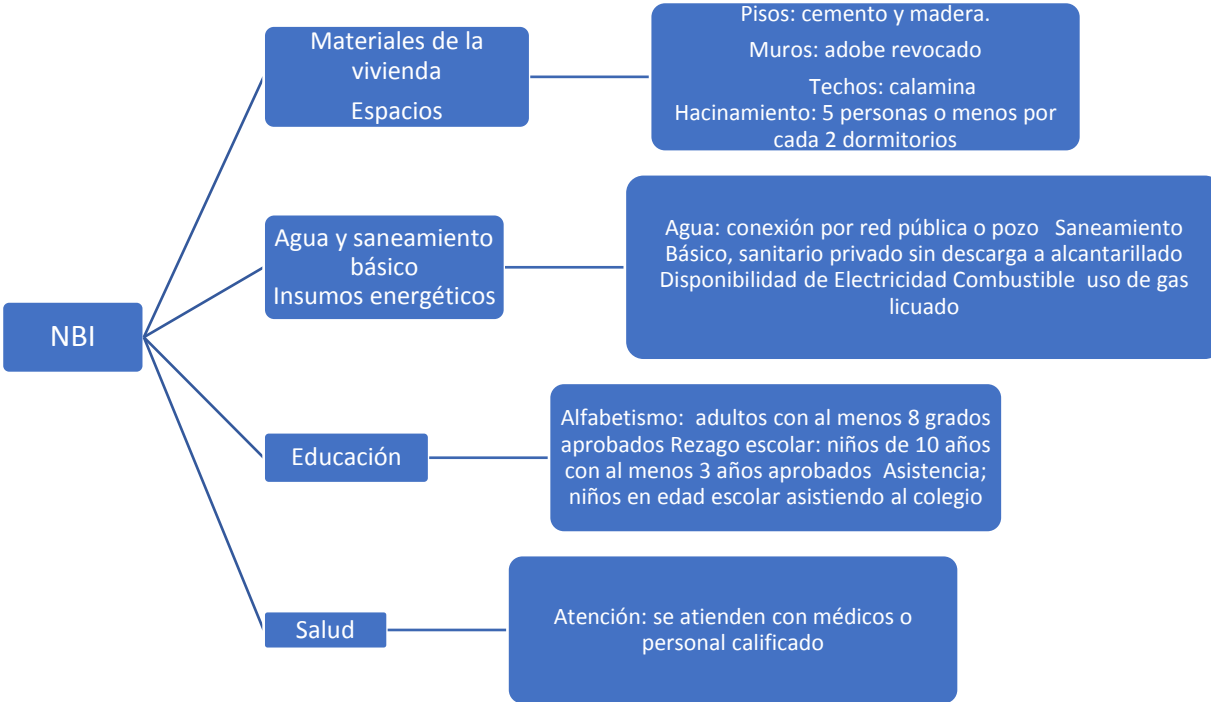 NBI
Materiales de la
vivienda
Espacios
Pisos: cemento y madera.
Muros: adobe revocado
Techos: calamina
Hacinamiento: 5 personas o menos por
cada 2 dormitorios
Agua y saneamiento
básico
Insumos energéticos
Agua: conexión por red pública o pozo Saneamiento
Básico, sanitario privado sin descarga a alcantarillado
Disponibilidad de Electricidad Combustible uso de gas
licuado
Educación
Alfabetismo: adultos con al menos 8 grados
aprobados Rezago escolar: niños de 10 años
con al menos 3 años aprobados Asistencia;
niños en edad escolar asistiendo al colegio
Salud
Atención: se atienden con médicos o
personal calificado